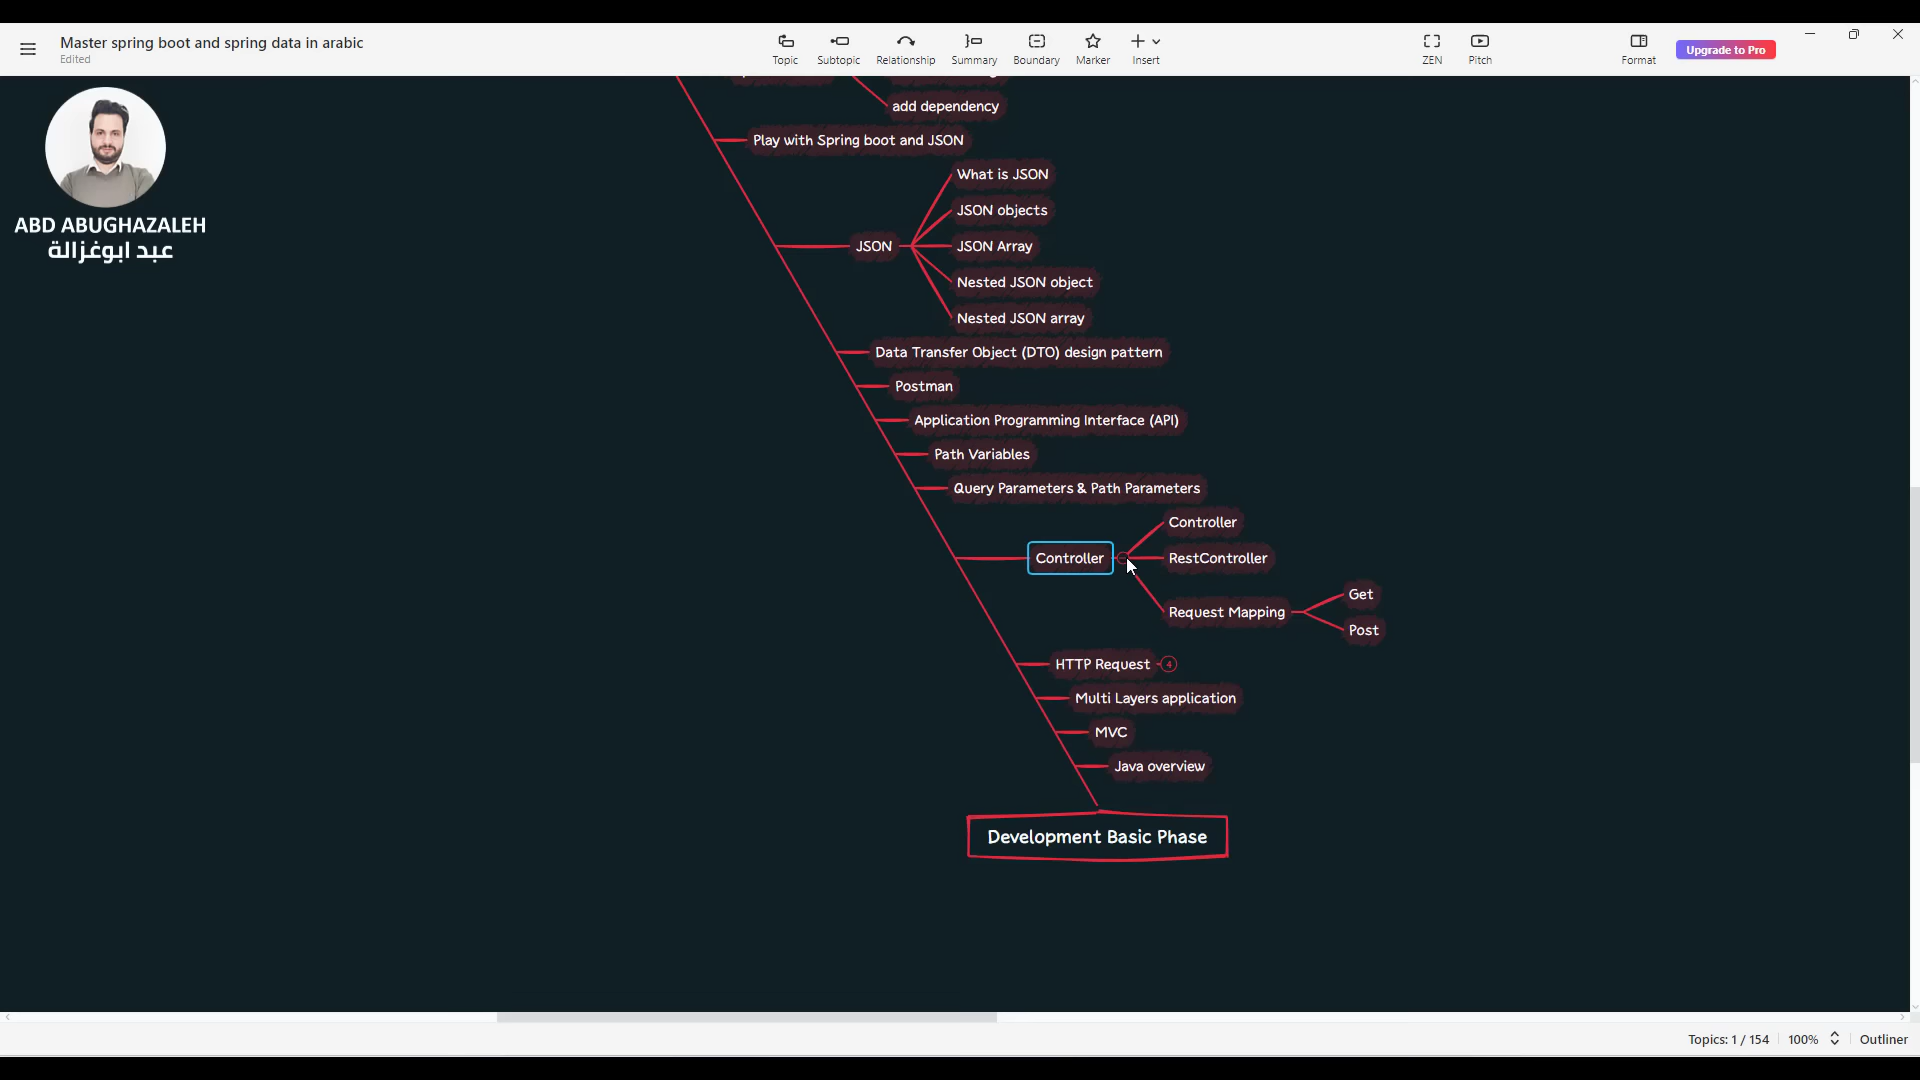 Master spring boot and spring data in arabic
Edited
Topic
Subtopic
Relationship
Summary
Boundary
Marker
Insert
ZEN
Pitch
Format
Upgrade to Pro
ABD ABUGHAZALEH
عبد ابوغزالة
add dependency
Play with Spring boot and JSON
JSON
What is JSON
JSON objects
JSON Array
Nested JSON object
Nested JSON array
Data Transfer Object (DTO) design pattern
Postman
Application Programming Interface (API)
Path Variables
Query Parameters & Path Parameters
Controller
Controller
RestController
Request Mapping
Get
Post
HTTP Request 4
Multi Layers application
MVC
Java overview
Development Basic Phase
Topics: 1 / 154
100%
Outliner